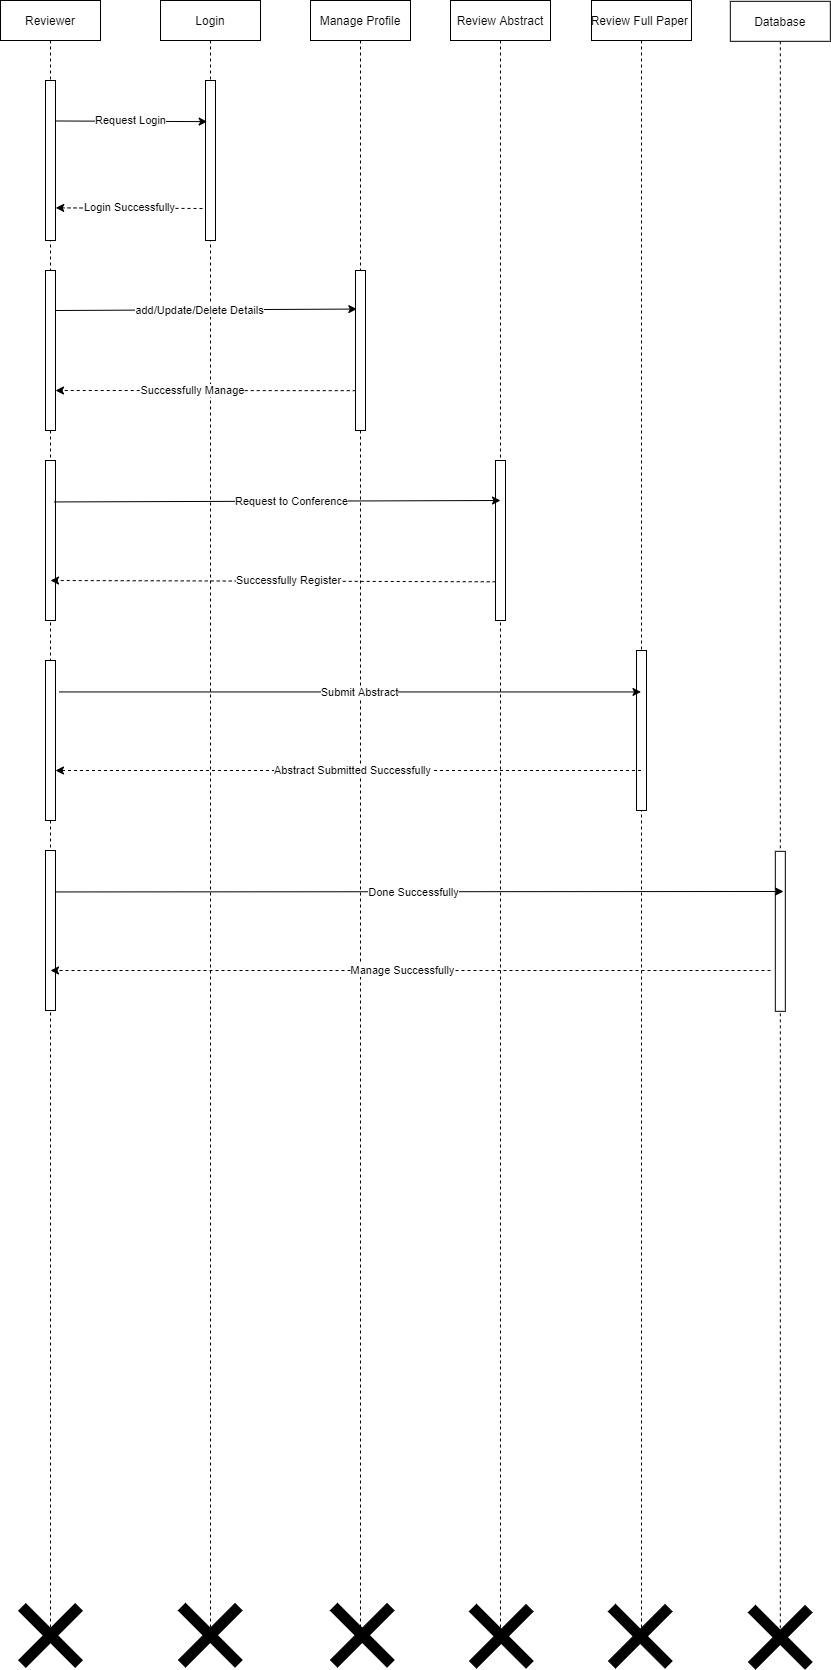 Reviewer
Login
Manage Profile
Review Abstract
Review Full Paper
Database
Request Login
Login Successfully
add/Update/Delete Details
Successfully Manage
Request to Conference
Successfully Register
Submit Abstract
Abstract Submitted Successfully
Done Successfully
Manage Successfully